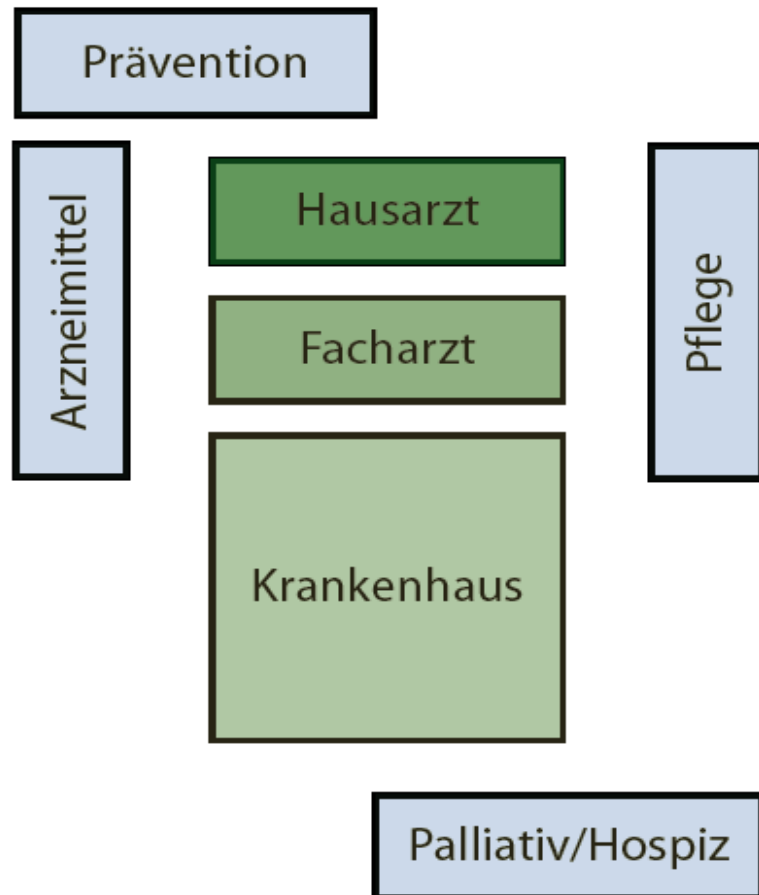 Prävention
Arzneimittel
Hausarzt
Facharzt
Pflege
Krankenhaus
Palliativ/Hospiz